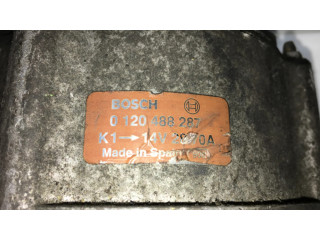 BOSCH
0 120 488 28
K1→14V 70A
Made in Spain